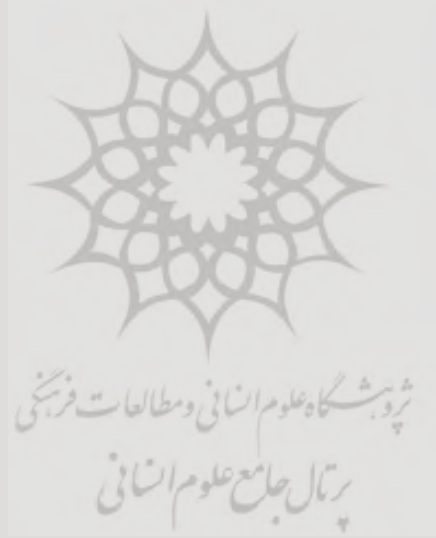 پژوهشگاه علوم انسانی و مطالعات فرهنگی
پرتال جامع علوم انسانی